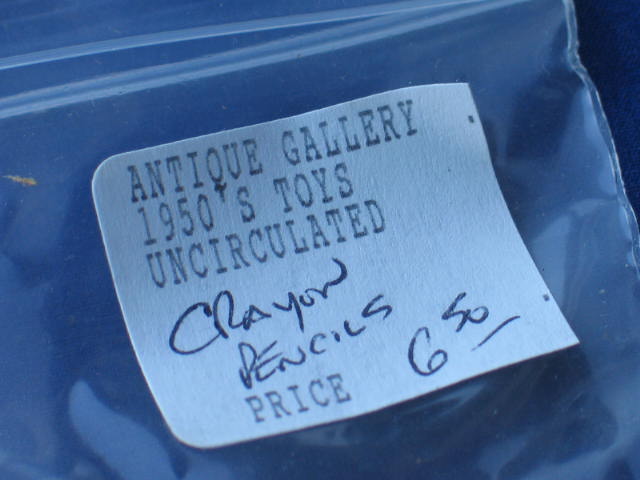 ANTIQUE GALLERY
1950'S TOYS
UNCIRCULATED
CRAYON
PENCILS
PRICE 6 50